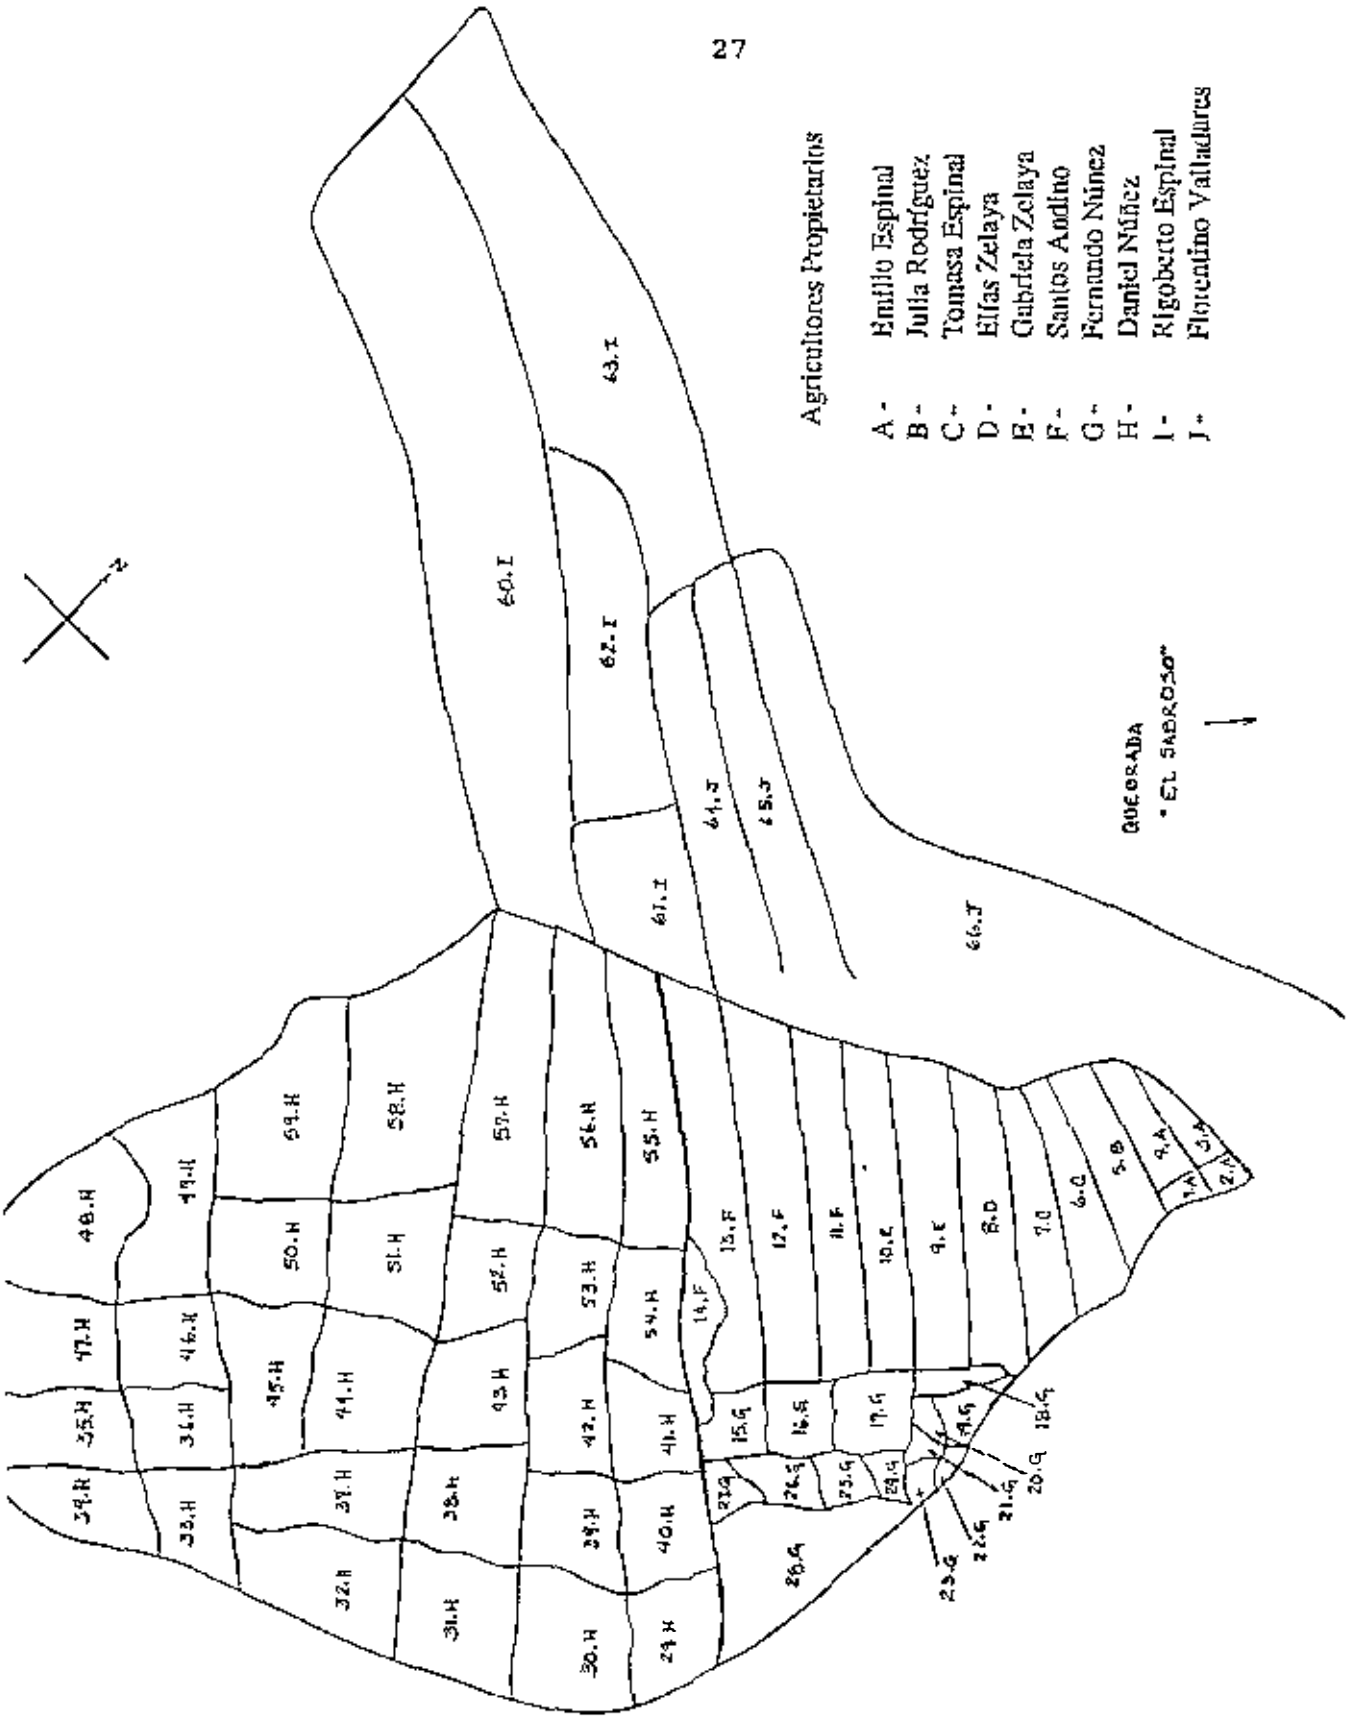 27
Agricultores Propietarios
A - Emilio Espinal
B - Julia Rodríguez
C - Tomasa Espinal
D - Elías Zelaya
E - Gabriela Zelaya
F - Santos Andino
G - Fernando Núnez
H - Daniel Núñez
I - Rigoberto Espinal
J - Florentino Valladares
N
QUEBRADA
"EL SABROSO"
63.I
60.I
62.I
61.I
64.J
65.J
66.J
48.H
49.H
59.H
58.H
57.H
56.H
55.H
47.H
46.H
50.H
51.H
52.H
53.H
54.H
35.H
36.H
45.H
44.H
43.H
42.H
41.H
34.H
33.H
37.H
38.H
39.H
40.H
32.H
31.H
30.H
29.H
13.F
14.F
12.F
11.F
10.E
9.E
8.D
7.C
6.C
5.B
4.A
3.A
2.A
1.A
15.G
16.G
17.G
18.G
19.G
20.G
21.G
22.G
23.G
24.G
25.G
26.G
27.G
28.G